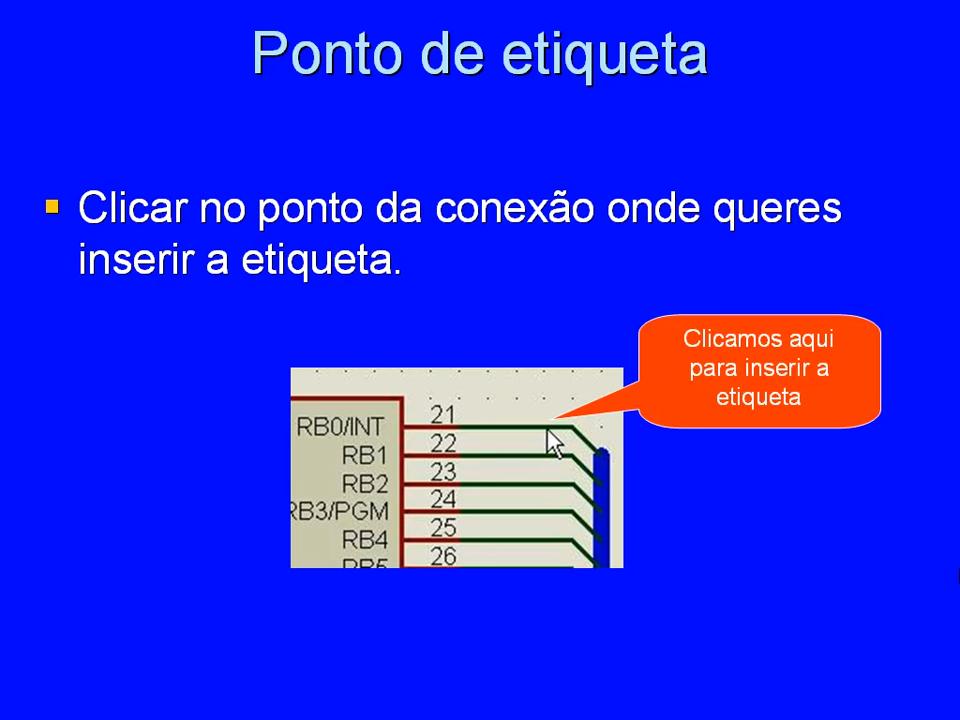 Ponto de etiqueta
Clicar no ponto da conexão onde queres
inserir a etiqueta.
Clicamos aqui
para inserir a
etiqueta
RB0/INT 21
RB1 22
RB2 23
RB3/PGM 24
RB4 25
RB5 26